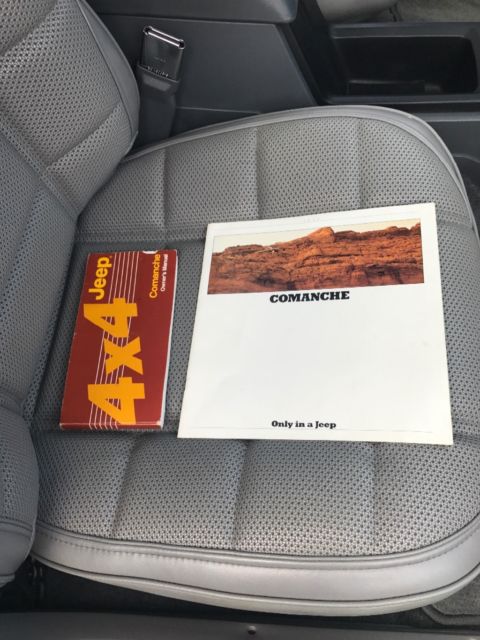 Jeep
4x4
Comanche
Owner's Manual
COMANCHE
Only in a Jeep